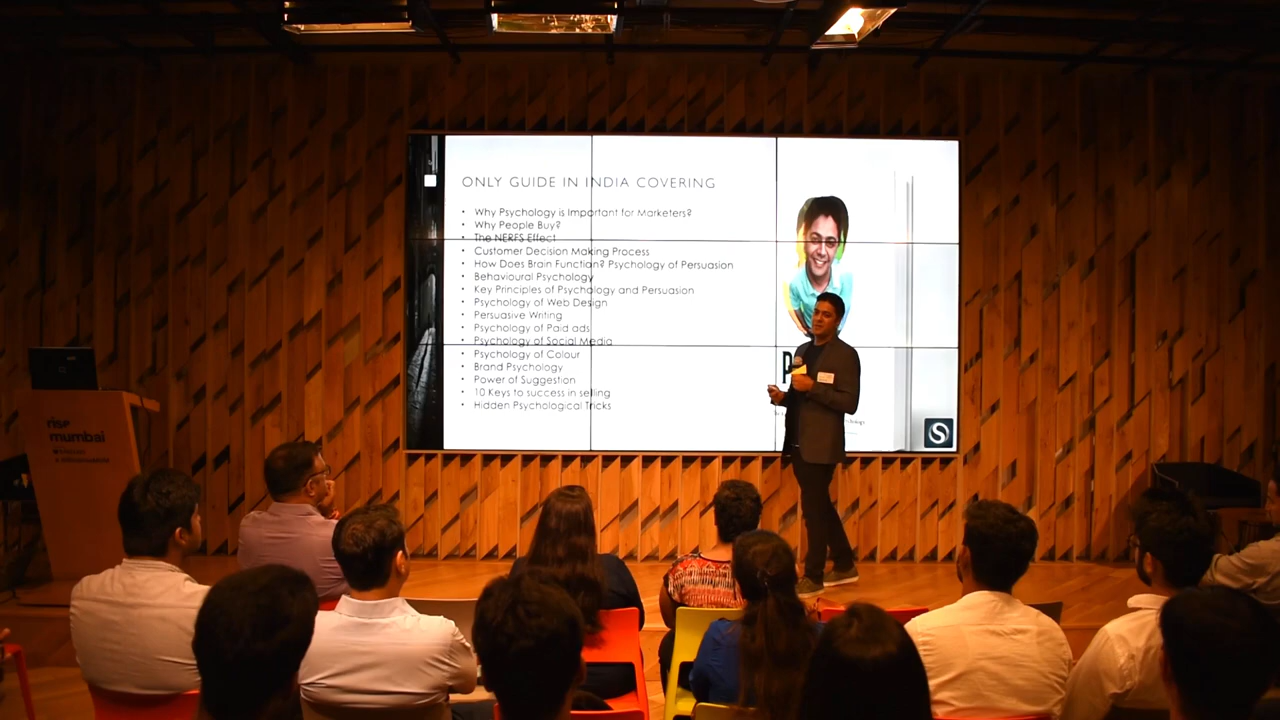 ONLY GUIDE IN INDIA COVERING
• Why Psychology is Important for Marketers?
• Why People Buy?
• The NERFS Effect
• Customer Decision Making Process
• How Does Brain Function? Psychology of Persuasion
• Behavioural Psychology
• Key Principles of Psychology and Persuasion
• Psychology of Web Design
• Persuasive Writing
• Psychology of Paid ads
• Psychology of Social Media
• Psychology of Colour
• Brand Psychology
• Power of Suggestion
• 10 Keys to success in selling
• Hidden Psychological Tricks
P
rise
mumbai